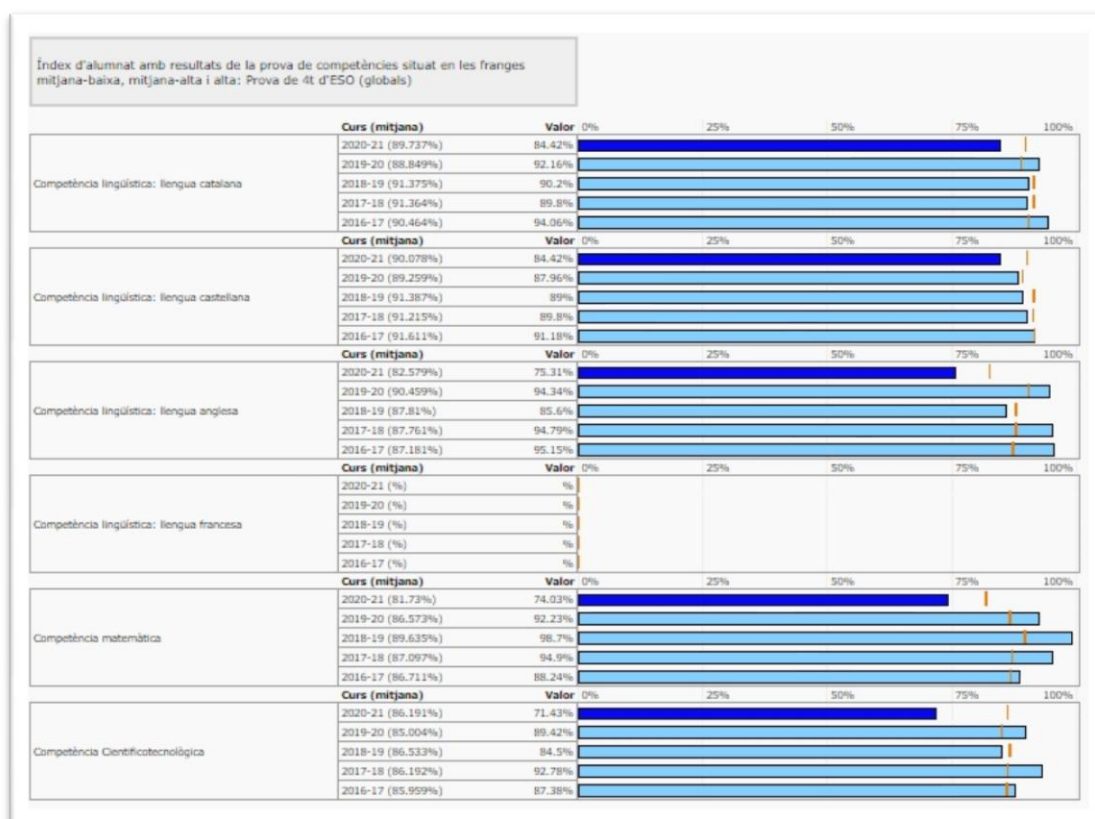 Índex d'alumnat amb resultats de la prova de competències situat en les franges
mitjana-baixa, mitjana-alta i alta: Prova de 4t d'ESO (globals)
Curs (mitjana) Valor 0% 25% 50% 75% 100%
2020-21 (89.737%) 84.42%
2019-20 (88.849%) 92.16%
Competència lingüística: llengua catalana 2018-19 (91.375%) 90.2%
2017-18 (91.364%) 89.8%
2016-17 (90.464%) 94.06%
Curs (mitjana) Valor 0% 25% 50% 75% 100%
2020-21 (90.078%) 84.42%
2019-20 (89.259%) 87.96%
Competència lingüística: llengua castellana 2018-19 (91.387%) 89%
2017-18 (91.215%) 89.8%
2016-17 (91.611%) 91.18%
Curs (mitjana) Valor 0% 25% 50% 75% 100%
2020-21 (82.579%) 75.31%
2019-20 (90.459%) 94.34%
Competència lingüística: llengua anglesa 2018-19 (87.81%) 85.6%
2017-18 (87.761%) 94.79%
2016-17 (87.181%) 95.15%
Curs (mitjana) Valor 0% 25% 50% 75% 100%
2020-21 (%) %
2019-20 (%) %
Competència lingüística: llengua francesa 2018-19 (%) %
2017-18 (%) %
2016-17 (%) %
Curs (mitjana) Valor 0% 25% 50% 75% 100%
2020-21 (81.73%) 74.03%
2019-20 (86.573%) 92.23%
Competència matemàtica 2018-19 (89.635%) 98.7%
2017-18 (87.097%) 94.9%
2016-17 (86.711%) 88.24%
Curs (mitjana) Valor 0% 25% 50% 75% 100%
2020-21 (86.191%) 71.43%
2019-20 (85.004%) 89.42%
Competència Cientificotecnològica 2018-19 (86.533%) 84.5%
2017-18 (86.192%) 92.78%
2016-17 (85.959%) 87.38%